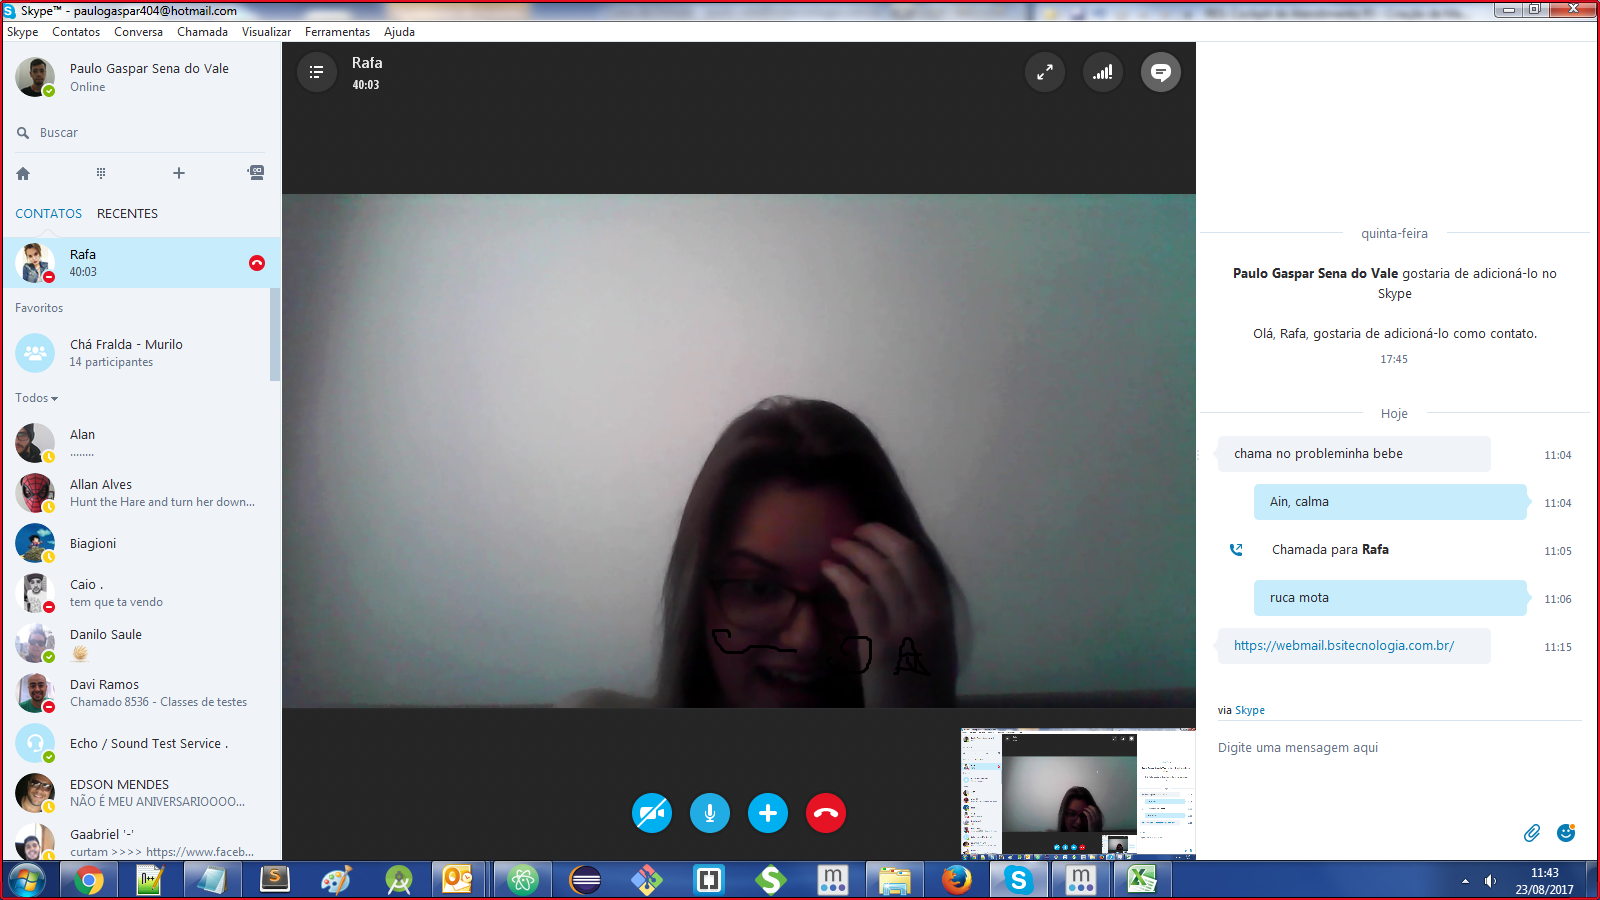 Skype™ - paulogaspar404@hotmail.com
Skype Contatos Conversa Chamada Visualizar Ferramentas Ajuda
Paulo Gaspar Sena do Vale
Online
Buscar
CONTATOS RECENTES
Rafa
40:03
Favoritos
Chá Fralda - Murilo
14 participantes
Todos
Alan
........
Allan Alves
Hunt the Hare and turn her down...
Biagioni
Caio .
tem que ta vendo
Danilo Saule
Davi Ramos
Chamado 8536 - Classes de testes
Echo / Sound Test Service .
EDSON MENDES
NÃO É MEU ANIVERSARIOOOO...
Gaabriel '-'
curtam >>>> https://www.faceb...
Rafa
40:03
quinta-feira
Paulo Gaspar Sena do Vale gostaria de adicioná-lo no
Skype
Olá, Rafa, gostaria de adicioná-lo como contato.
17:45
Hoje
chama no probleminha bebe 11:04
Ain, calma 11:04
Chamada para Rafa 11:05
ruca mota 11:06
https://webmail.bsitecnologia.com.br/ 11:15
via Skype
Digite uma mensagem aqui
11:43
23/08/2017